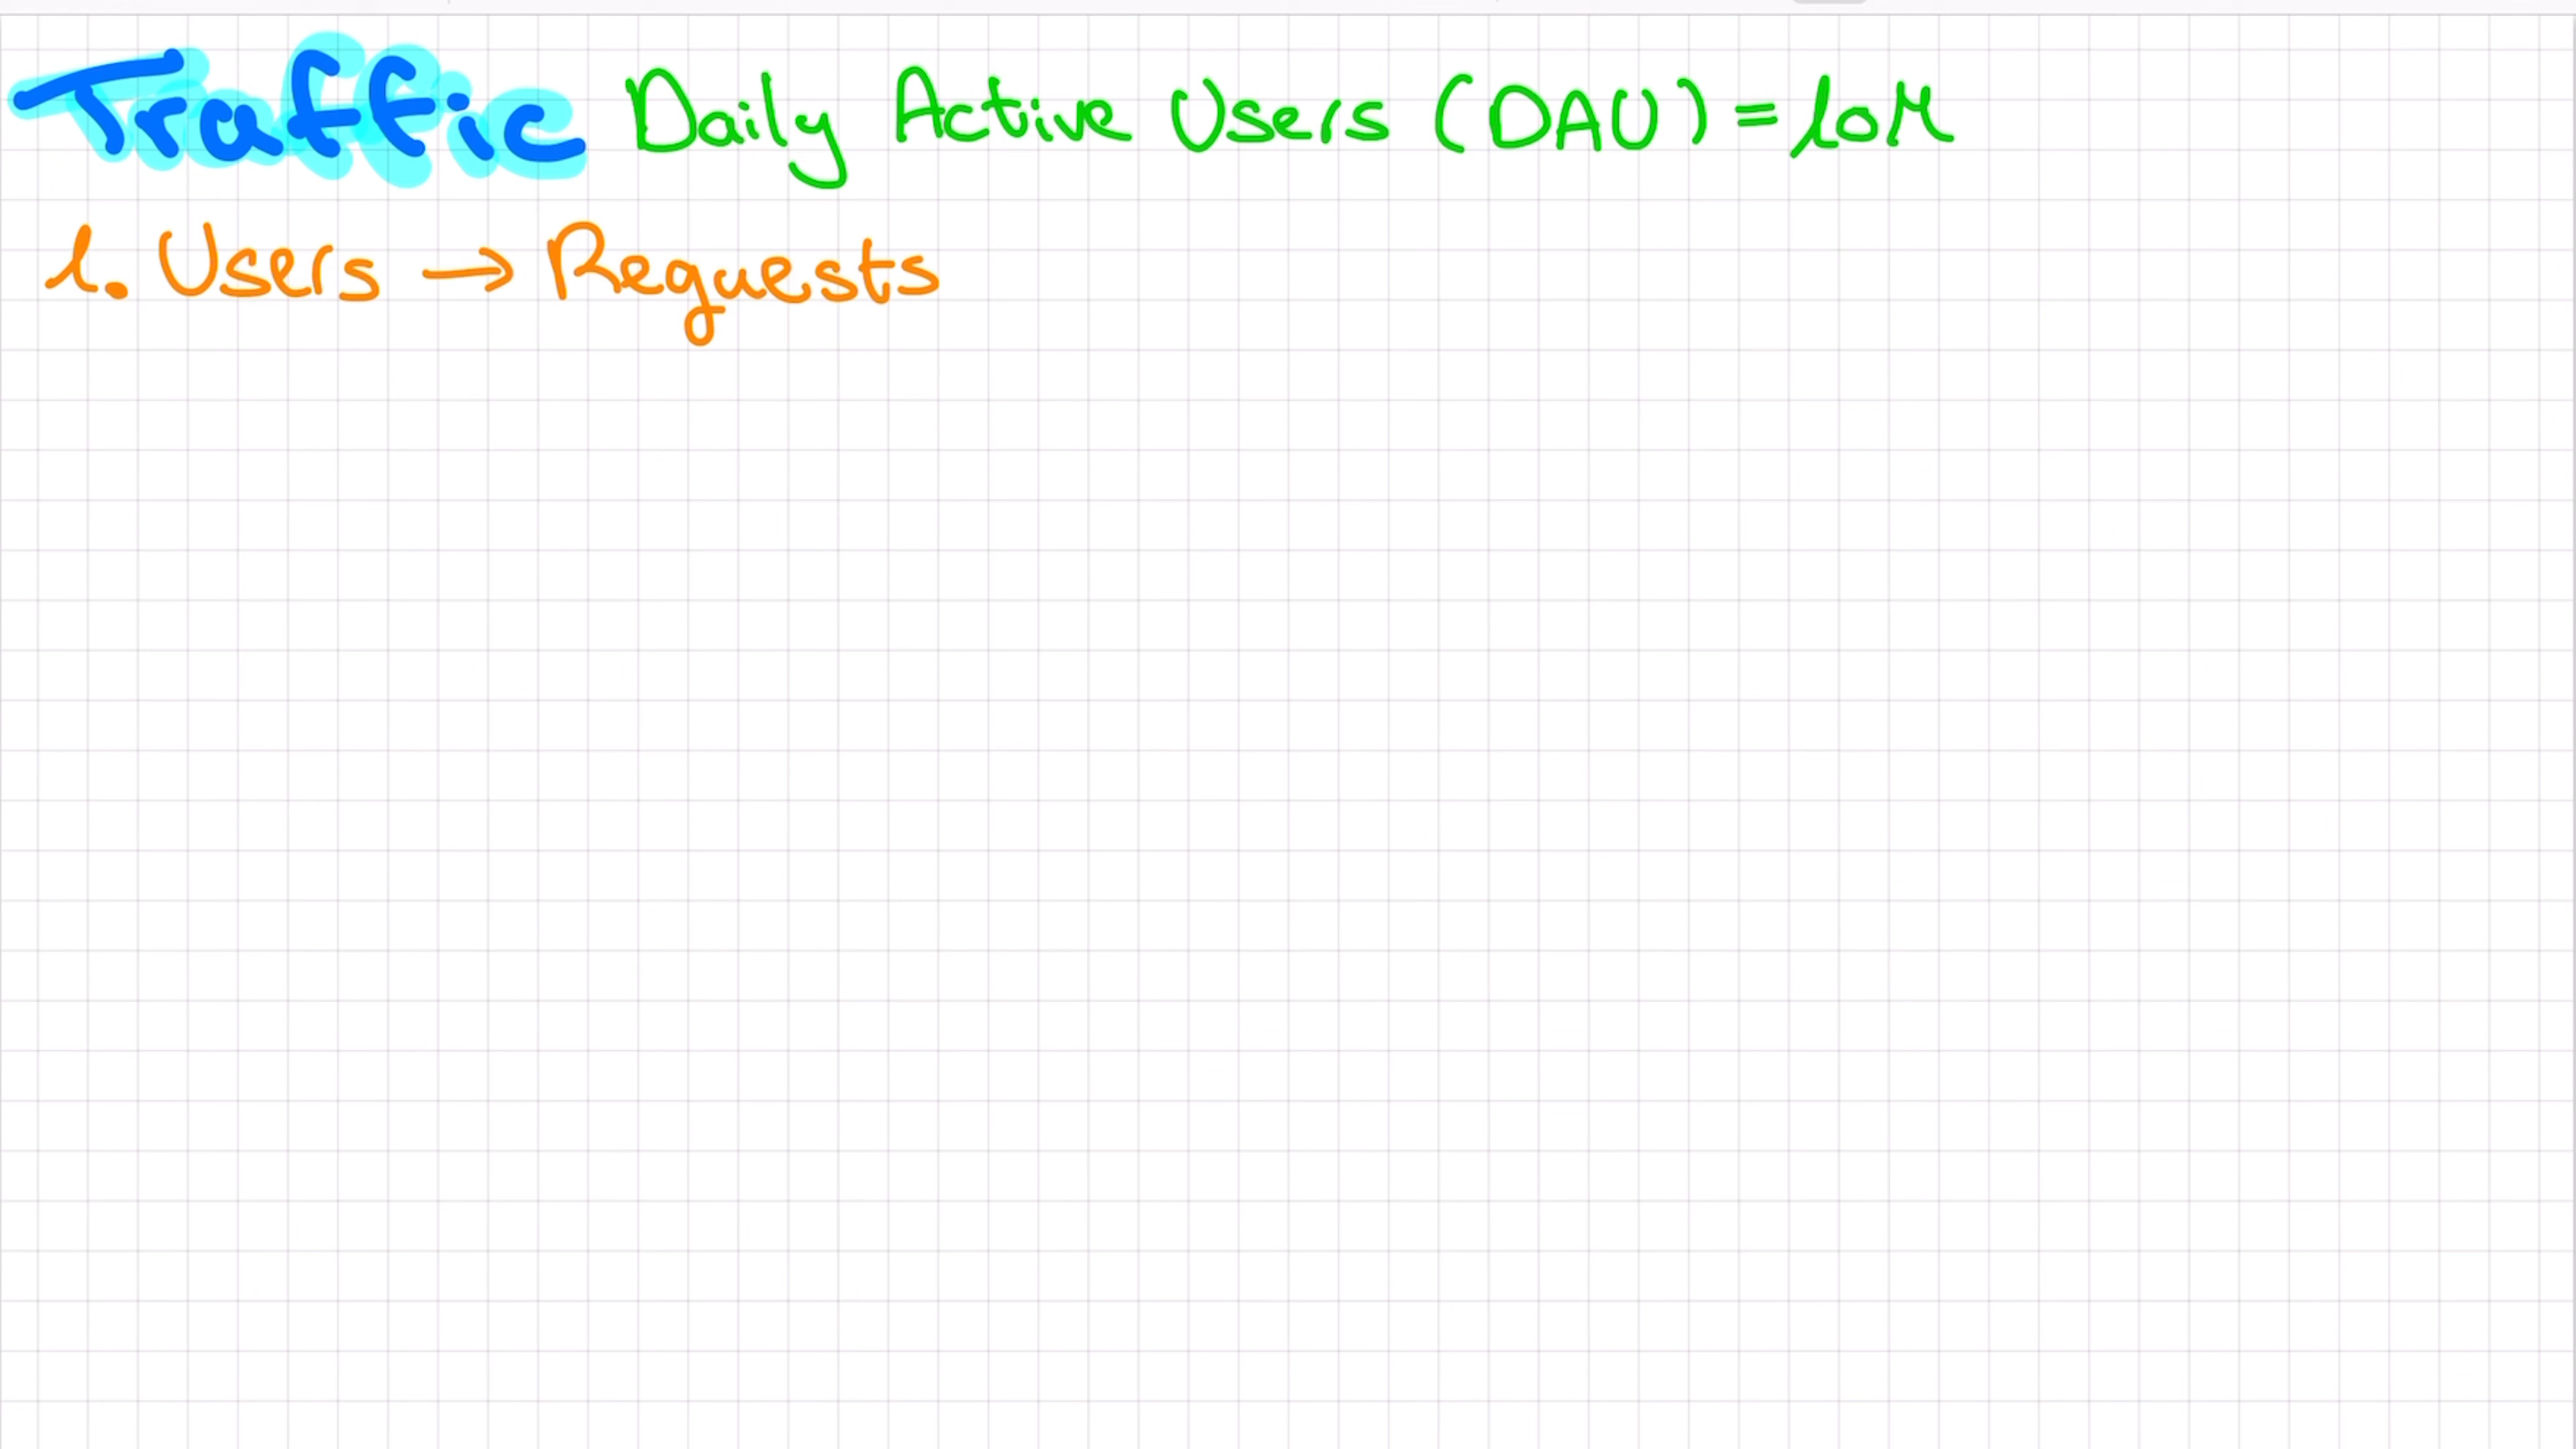 Traffic Daily Active Users (DAU) = 10M
1. Users → Requests